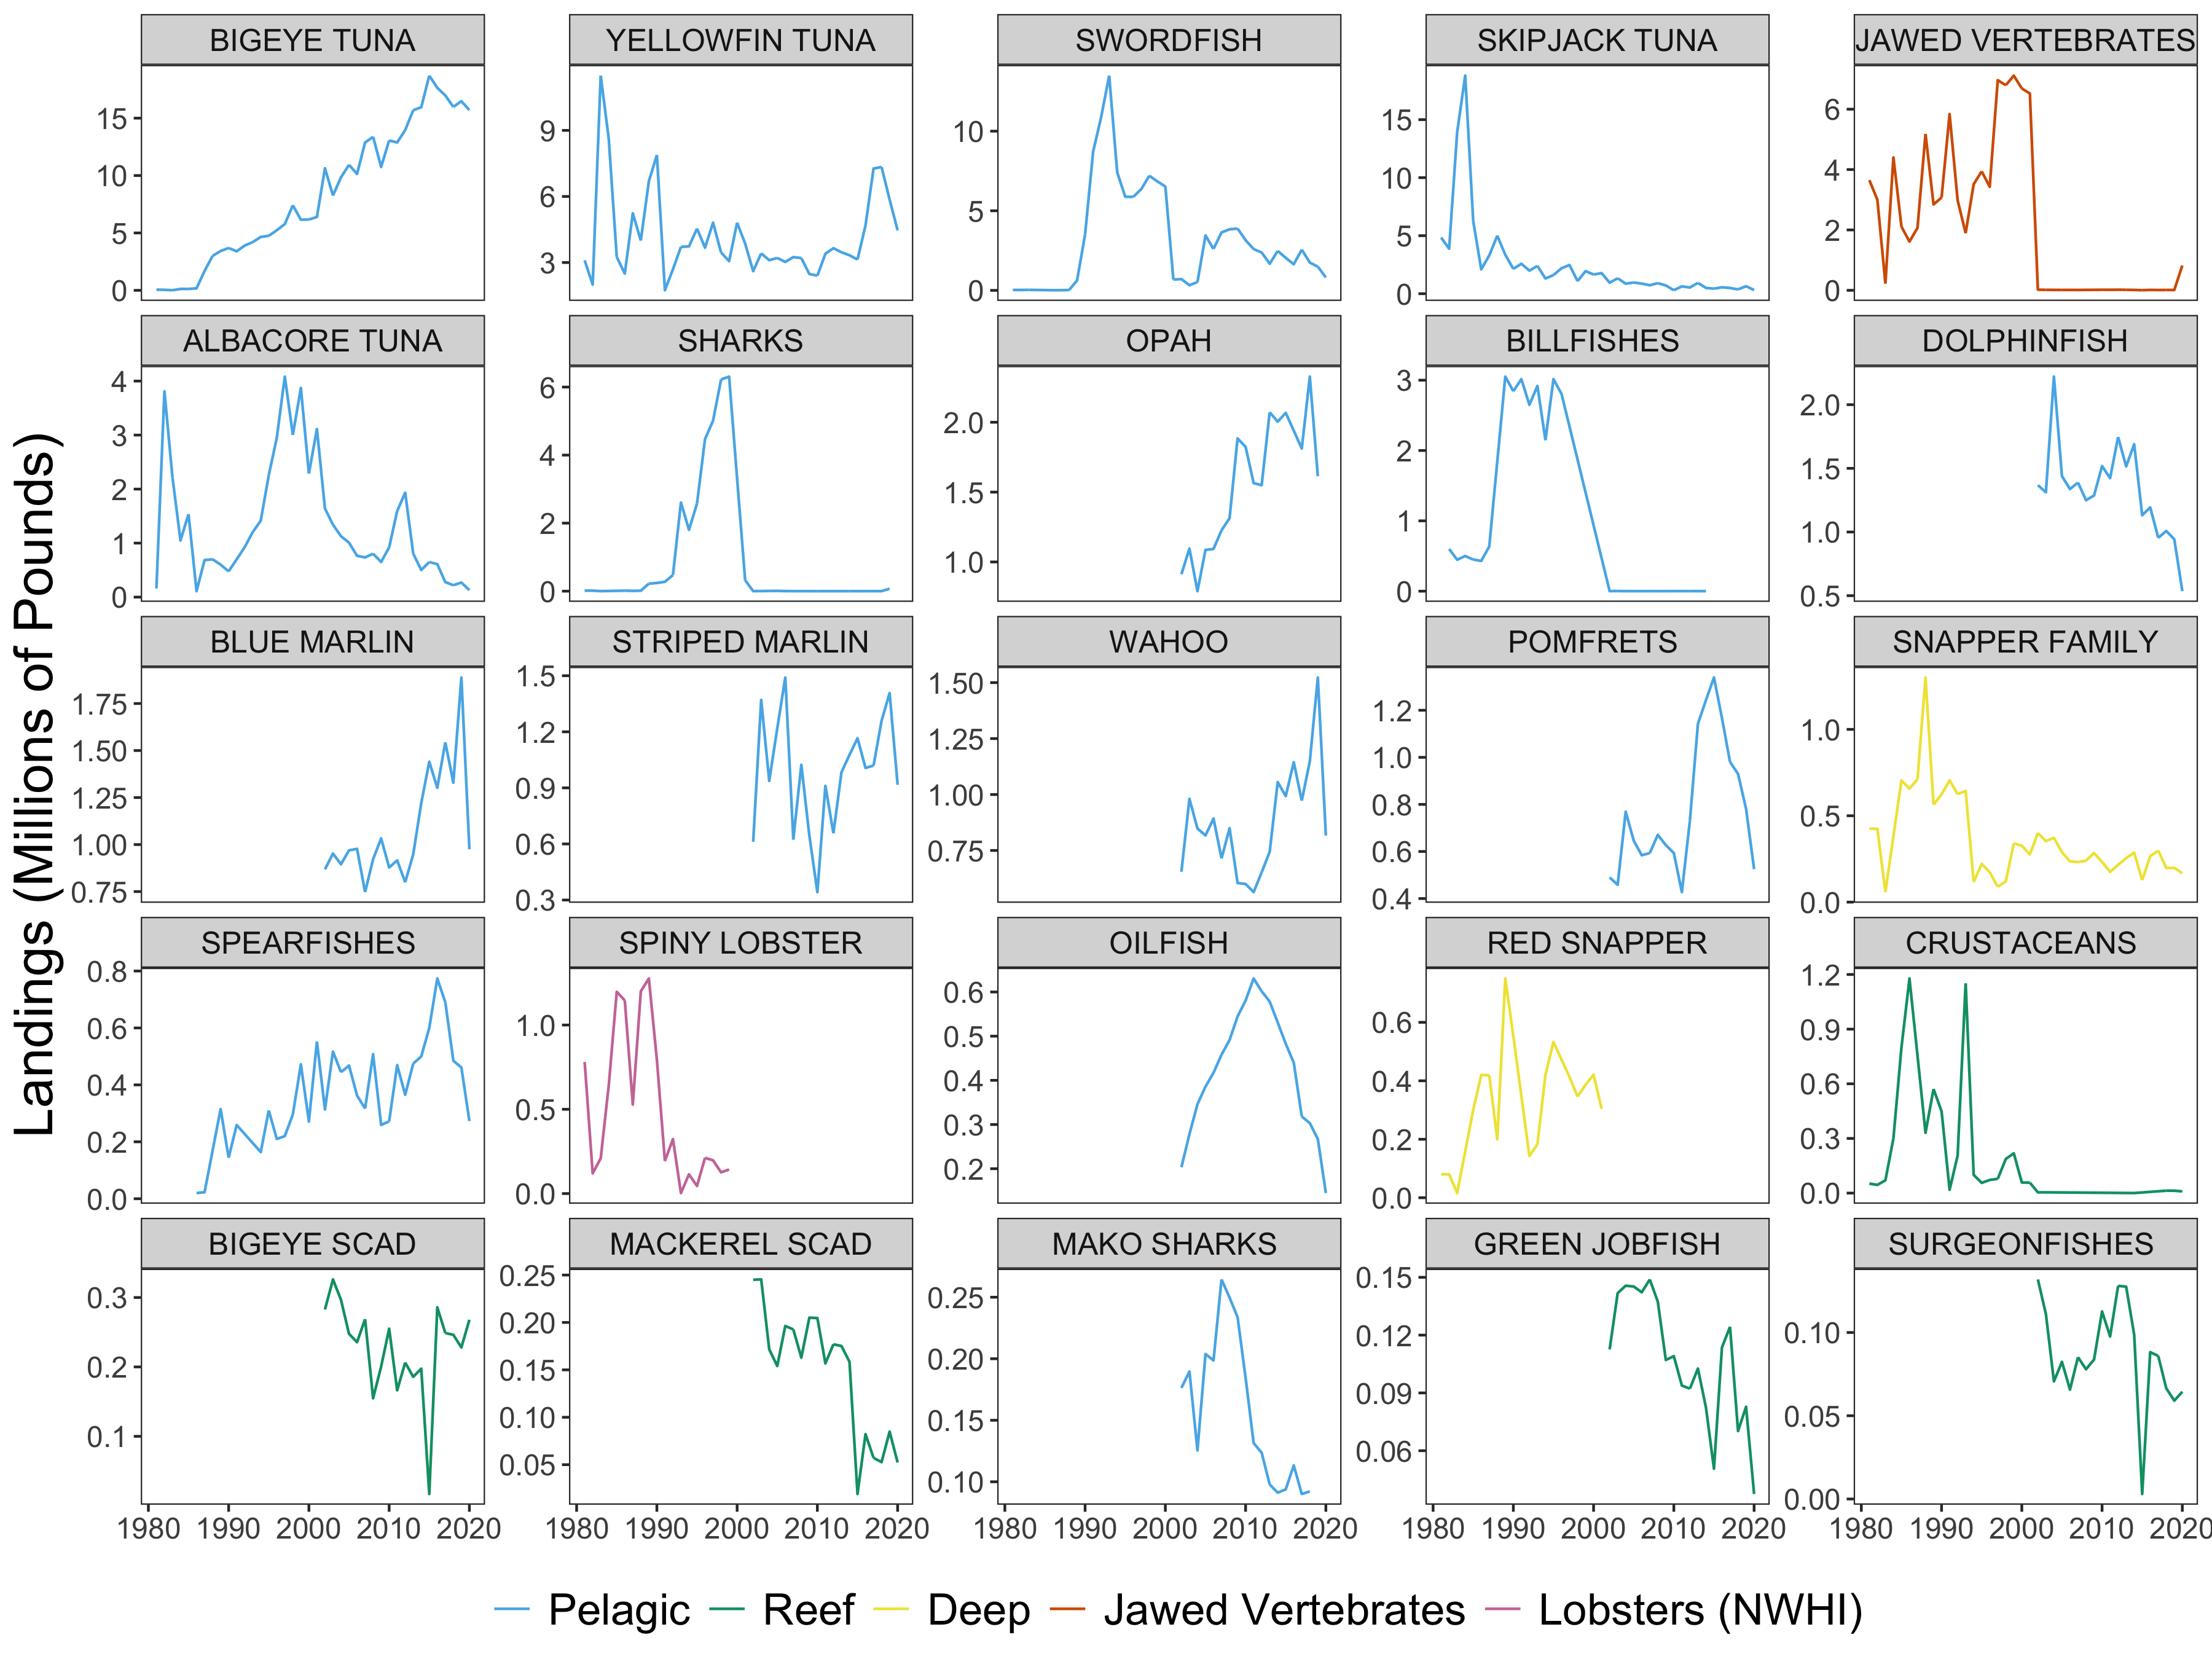 BIGEYE TUNA YELLOWFIN TUNA SWORDFISH SKIPJACK TUNA JAWED VERTEBRATES
15 10 5 0
9 6 3
10 5 0
15 10 5 0
6 4 2 0
ALBACORE TUNA SHARKS OPAH BILLFISHES DOLPHINFISH
4 3 2 1 0
6 4 2 0
2.0 1.5 1.0
3 2 1 0
2.0 1.5 1.0 0.5
BLUE MARLIN STRIPED MARLIN WAHOO POMFRETS SNAPPER FAMILY
1.75 1.50 1.25 1.00 0.75
1.5 1.2 0.9 0.6 0.3
1.50 1.25 1.00 0.75
1.2 1.0 0.8 0.6 0.4
1.0 0.5 0.0
SPEARFISHES SPINY LOBSTER OILFISH RED SNAPPER CRUSTACEANS
0.8 0.6 0.4 0.2 0.0
1.0 0.5 0.0
0.6 0.5 0.4 0.3 0.2
0.6 0.4 0.2 0.0
1.2 0.9 0.6 0.3 0.0
BIGEYE SCAD MACKEREL SCAD MAKO SHARKS GREEN JOBFISH SURGEONFISHES
0.3 0.2 0.1
0.25 0.20 0.15 0.10 0.05
0.25 0.20 0.15 0.10
0.15 0.12 0.09 0.06
0.10 0.05 0.00
1980 1990 2000 2010 2020 1980 1990 2000 2010 2020 1980 1990 2000 2010 2020 1980 1990 2000 2010 2020 1980 1990 2000 2010 2020
Landings (Millions of Pounds)
Pelagic Reef Deep Jawed Vertebrates Lobsters (NWHI)